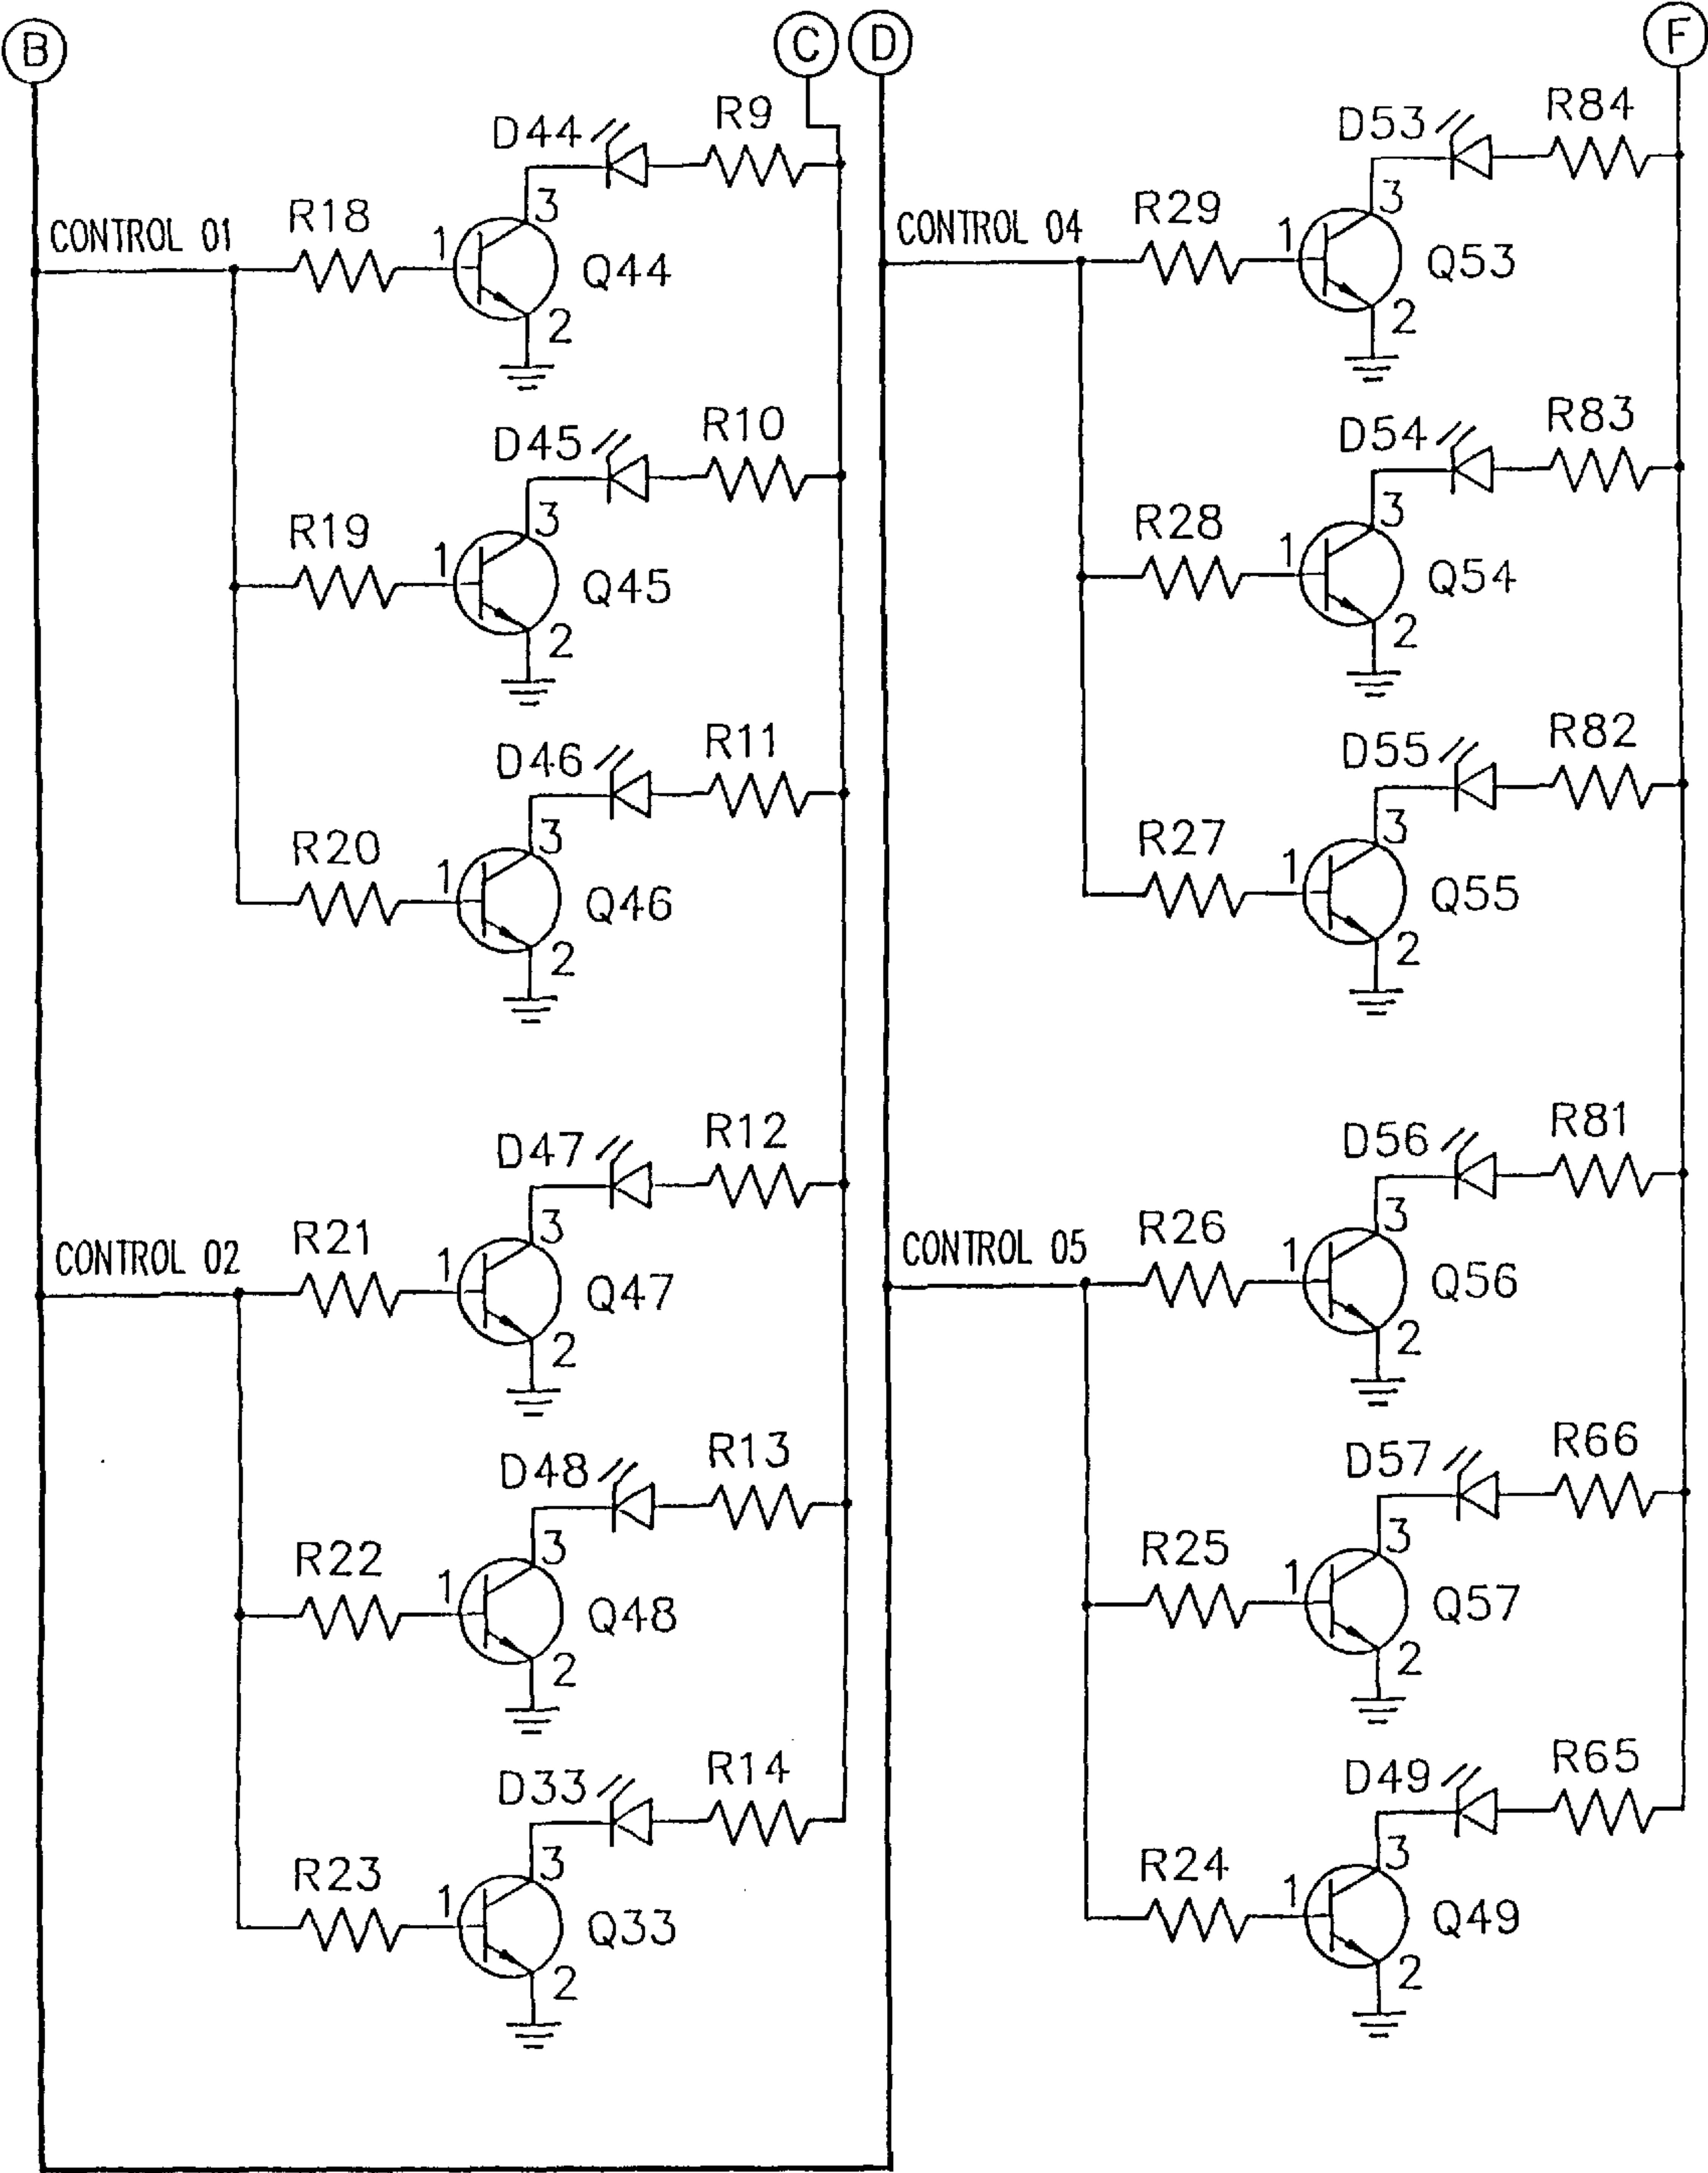 B
C
D
F
D44
R9
3
CONTROL 01
R18
1
Q44
2
D45
R10
3
R19
1
Q45
2
D46
R11
3
R20
1
Q46
2
D47
R12
3
CONTROL 02
R21
1
Q47
2
D48
R13
3
R22
1
Q48
2
D33
R14
3
R23
1
Q33
2
D53
R84
3
CONTROL 04
R29
1
Q53
2
D54
R83
3
R28
1
Q54
2
D55
R82
3
R27
1
Q55
2
D56
R81
3
CONTROL 05
R26
1
Q56
2
D57
R66
3
R25
1
Q57
2
D49
R65
3
R24
1
Q49
2